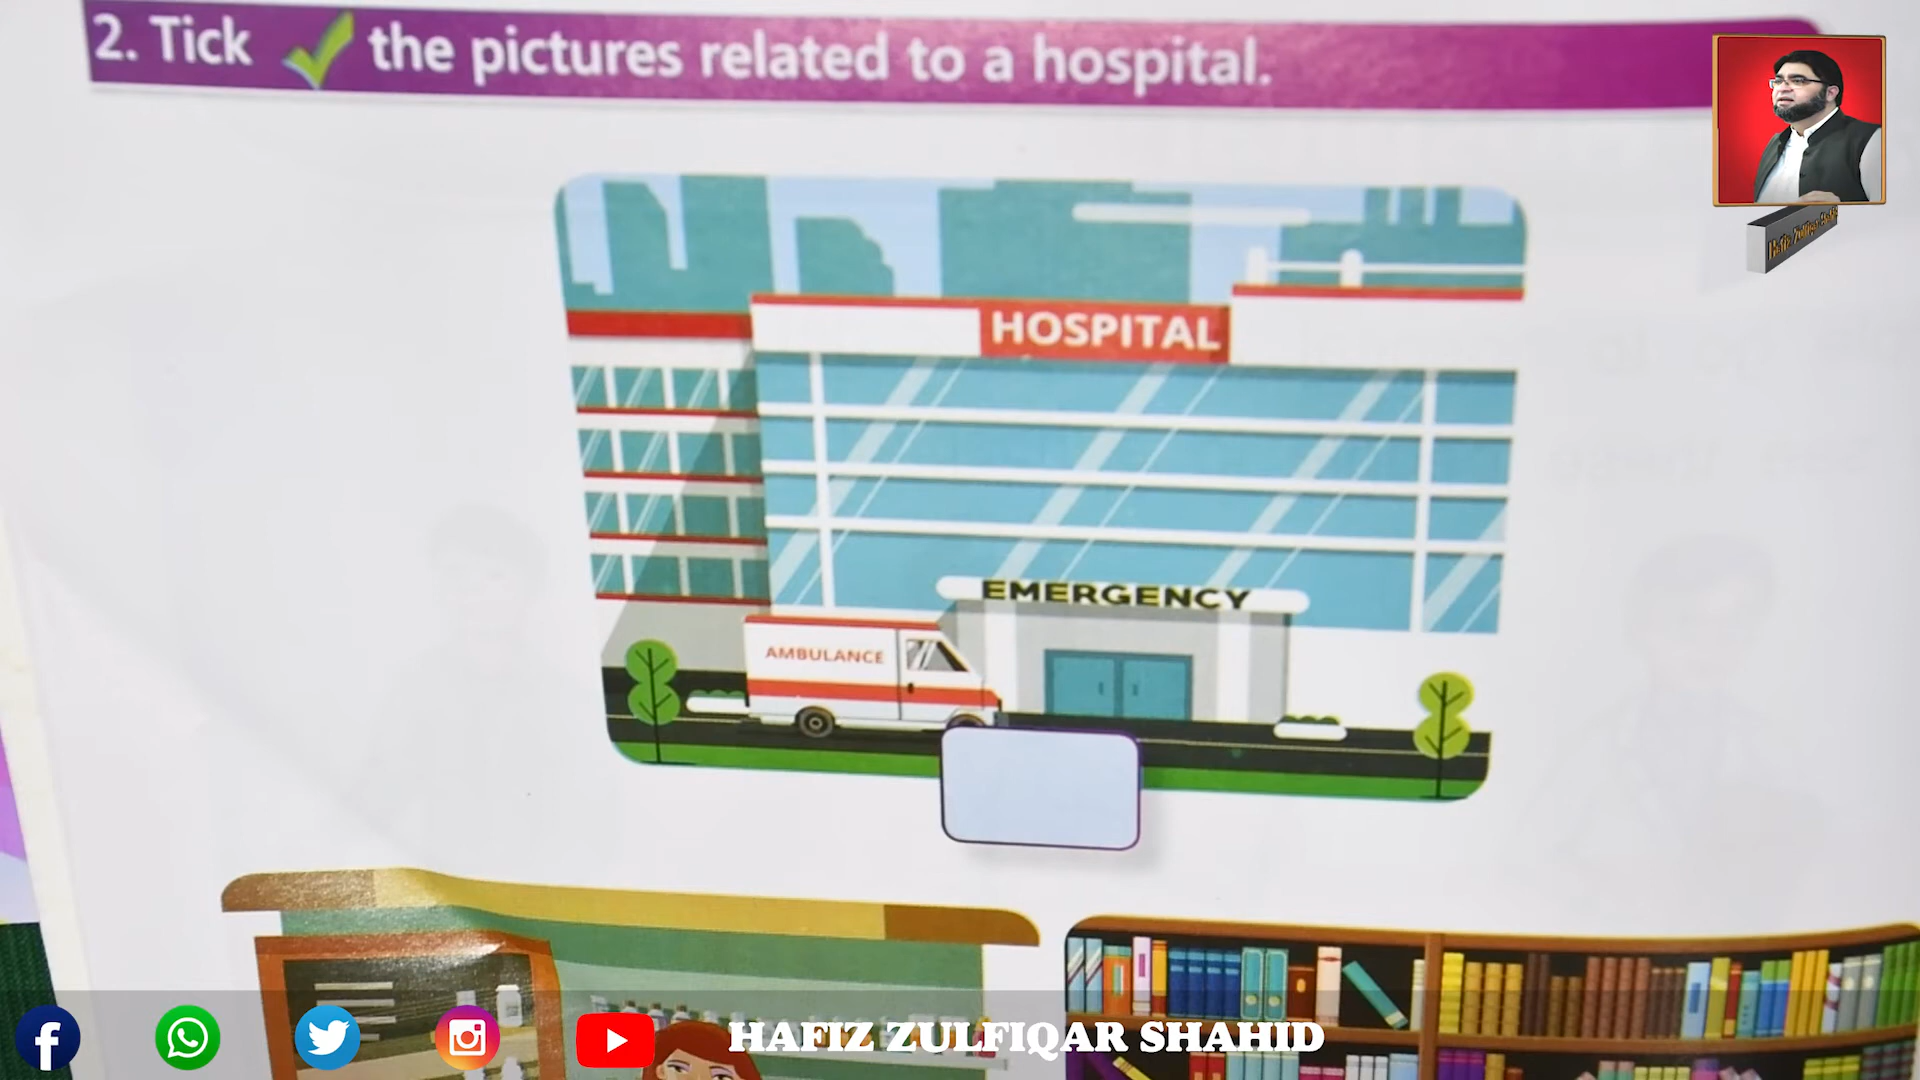 2. Tick the pictures related to a hospital.
HOSPITAL
EMERGENCY
AMBULANCE
HAFIZ ZULFIQAR SHAHID